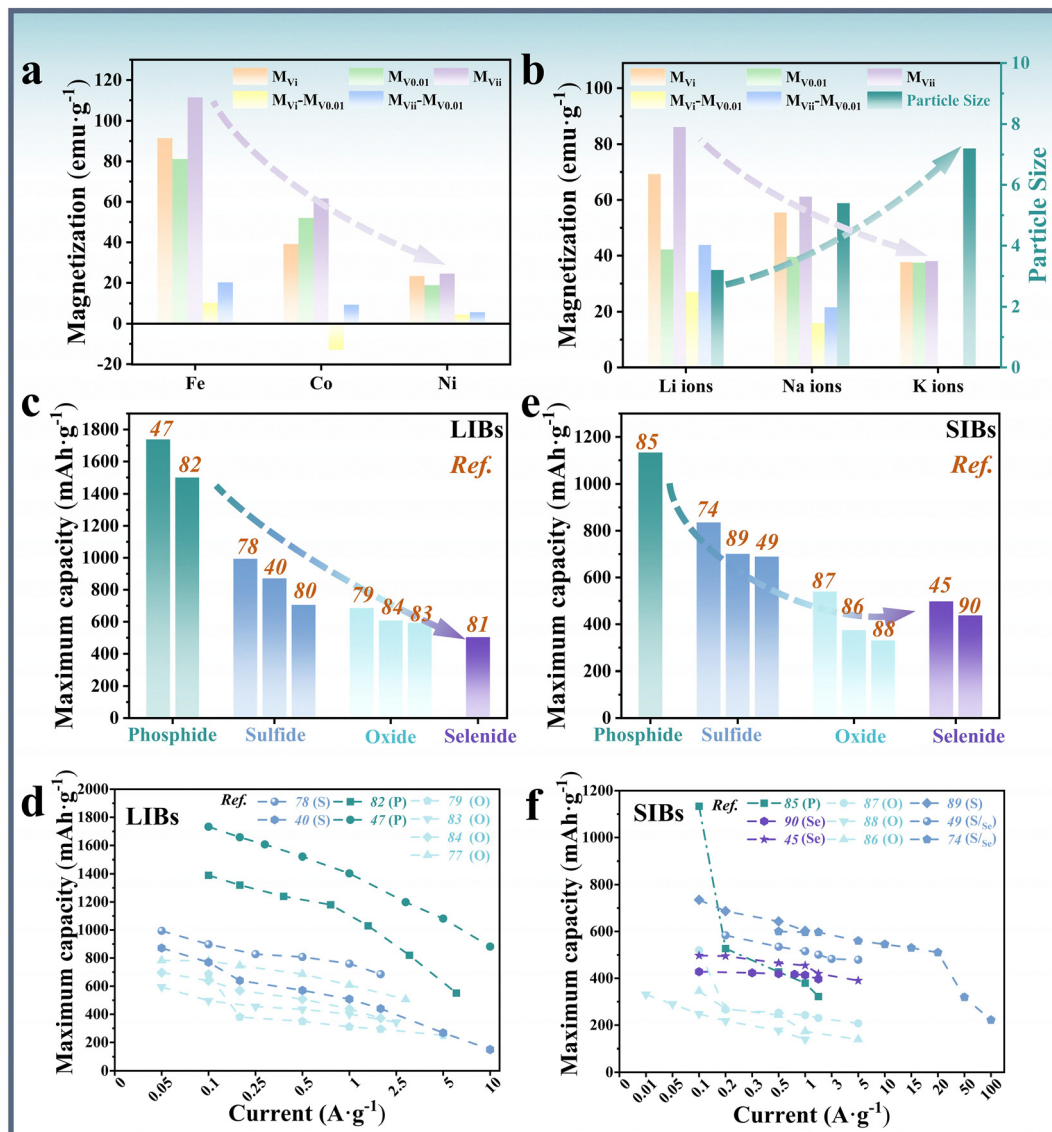 a
M_Vi M_V0.01 M_Vii
M_Vi-M_V0.01 M_Vii-M_V0.01
Magnetization (emu·g⁻¹)
120
100
80
60
40
20
0
-20
Fe Co Ni
b
M_Vi M_V0.01 M_Vii
M_Vi-M_V0.01 M_Vii-M_V0.01 Particle Size
Magnetization (emu·g⁻¹)
100
80
60
40
20
0
Particle Size
10
8
6
4
2
0
Li ions Na ions K ions
c
LIBs
Ref.
Maximum capacity (mAh·g⁻¹)
1800
1600
1400
1200
1000
800
600
400
200
0
47 82 78 40 80 79 84 83 81
Phosphide Sulfide Oxide Selenide
e
SIBs
Ref.
Maximum capacity (mAh·g⁻¹)
1200
1000
800
600
400
200
0
85 74 89 49 87 86 88 45 90
Phosphide Sulfide Oxide Selenide
d
LIBs
Ref. 78 (S) 82 (P) 79 (O)
40 (S) 47 (P) 83 (O)
84 (O)
77 (O)
Maximum capacity (mAh·g⁻¹)
2000
1800
1600
1400
1200
1000
800
600
400
200
0
0 0.05 0.1 0.25 0.5 1 2.5 5 10
Current (A·g⁻¹)
f
SIBs
Ref.
85 (P) 87 (O) 89 (S)
90 (Se) 88 (O) 49 (S/Se)
45 (Se) 86 (O) 74 (S/Se)
Maximum capacity (mAh·g⁻¹)
1200
1000
800
600
400
200
0
0 0.01 0.05 0.1 0.2 0.3 0.5 1 3 5 10 15 20 50 100
Current (A·g⁻¹)